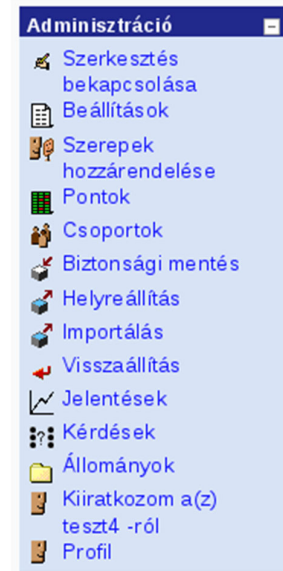 Adminisztráció
Szerkesztés
bekapcsolása
Beállítások
Szerepek
hozzárendelése
Pontok
Csoportok
Biztonsági mentés
Helyreállítás
Importálás
Visszaállítás
Jelentések
Kérdések
Állományok
Kiiratkozom a(z)
teszt4 -ról
Profil